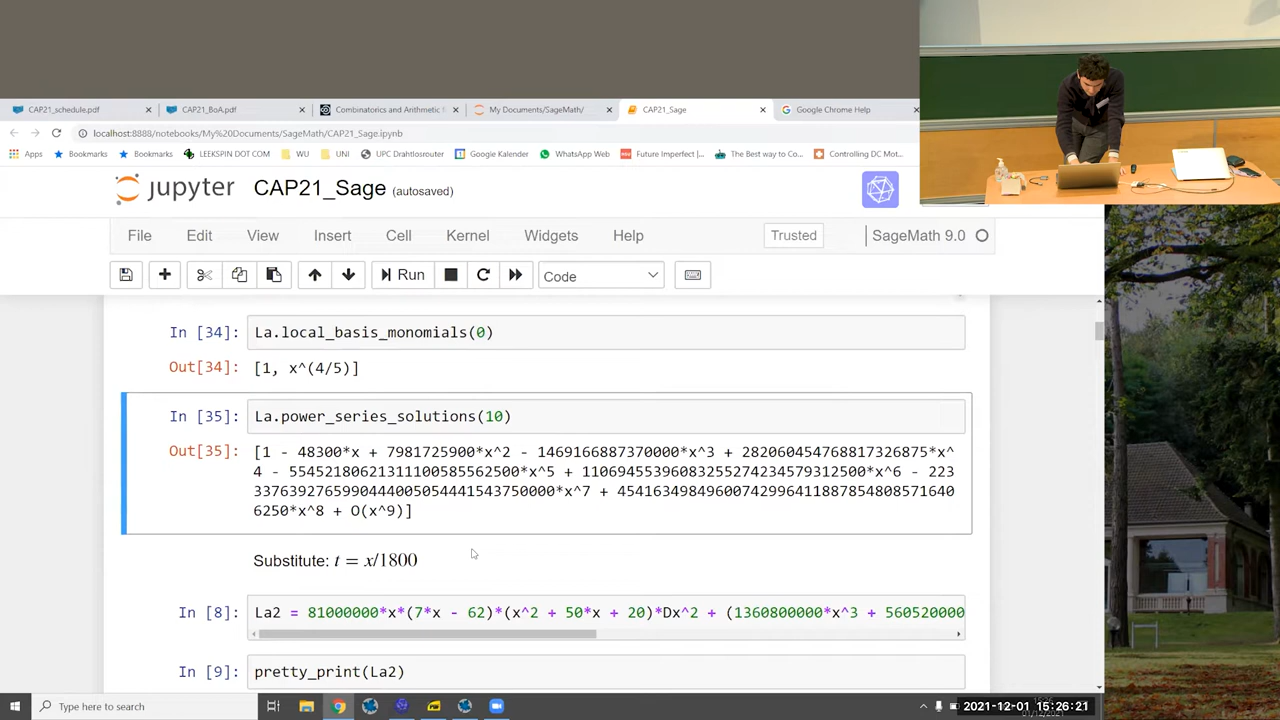 CAP21_schedule.pdf
CAP21_BoA.pdf
Combinatorics and Arithmetic
My Documents/SageMath/
CAP21_Sage
Google Chrome Help
localhost:8888/notebooks/My%20Documents/SageMath/CAP21_Sage.ipynb
Apps
Bookmarks
Bookmarks
LEEKSPIN DOT COM
WU
UNI
UPC Drahtlosrouter
Google Kalender
WhatsApp Web
Future Imperfect |...
The Best way to Co...
Controlling DC Mot...
jupyter
CAP21_Sage (autosaved)
File Edit View Insert Cell Kernel Widgets Help
Trusted
SageMath 9.0
Run
Code
In [34]: La.local_basis_monomials(0)
Out[34]: [1, x^(4/5)]
In [35]: La.power_series_solutions(10)
Out[35]: [1 - 48300*x + 7981725900*x^2 - 1469166887370000*x^3 + 282060454768817326875*x^
4 - 55452180621311100585562500*x^5 + 11069455396083255274234579312500*x^6 - 223
3376392765990444005054441543750000*x^7 + 45416349849600742996411887854808571640
6250*x^8 + O(x^9)]
Substitute: t = x/1800
In [8]: La2 = 81000000*x*(7*x - 62)*(x^2 + 50*x + 20)*Dx^2 + (1360800000*x^3 + 560520000
In [9]: pretty_print(La2)
Type here to search
2021-12-01 15:26:21